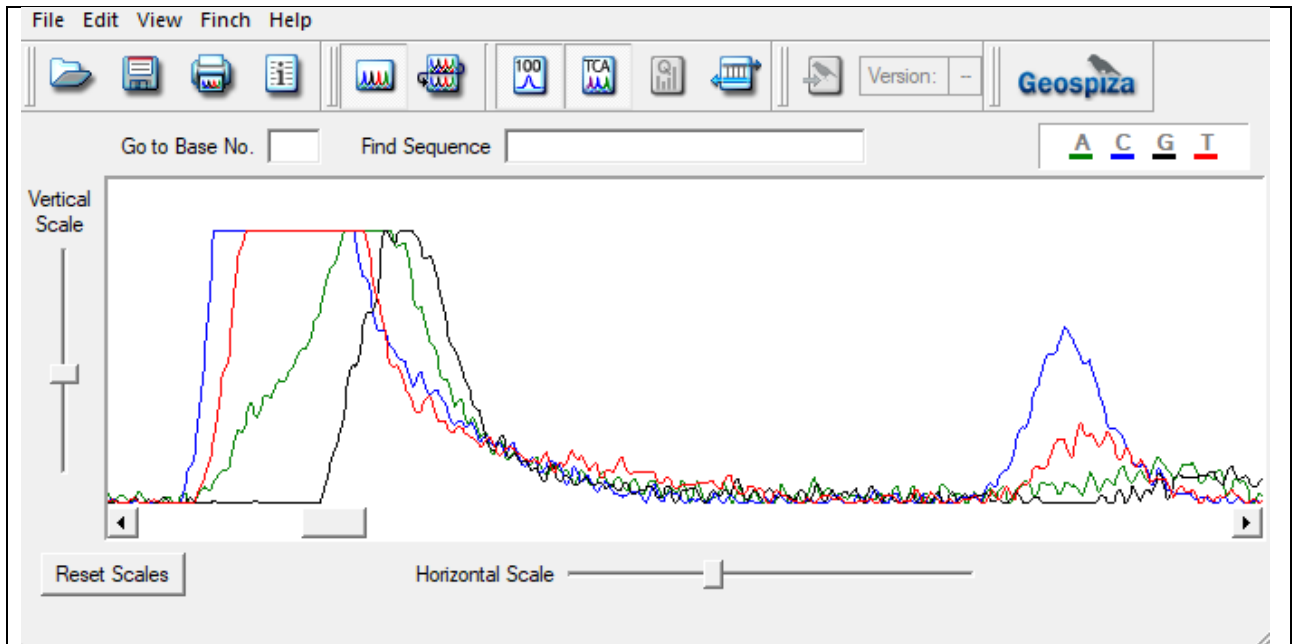 File Edit View Finch Help
100 TCA Q Version: -- Geospiza
Go to Base No. Find Sequence A C G T
Vertical
Scale
Reset Scales Horizontal Scale